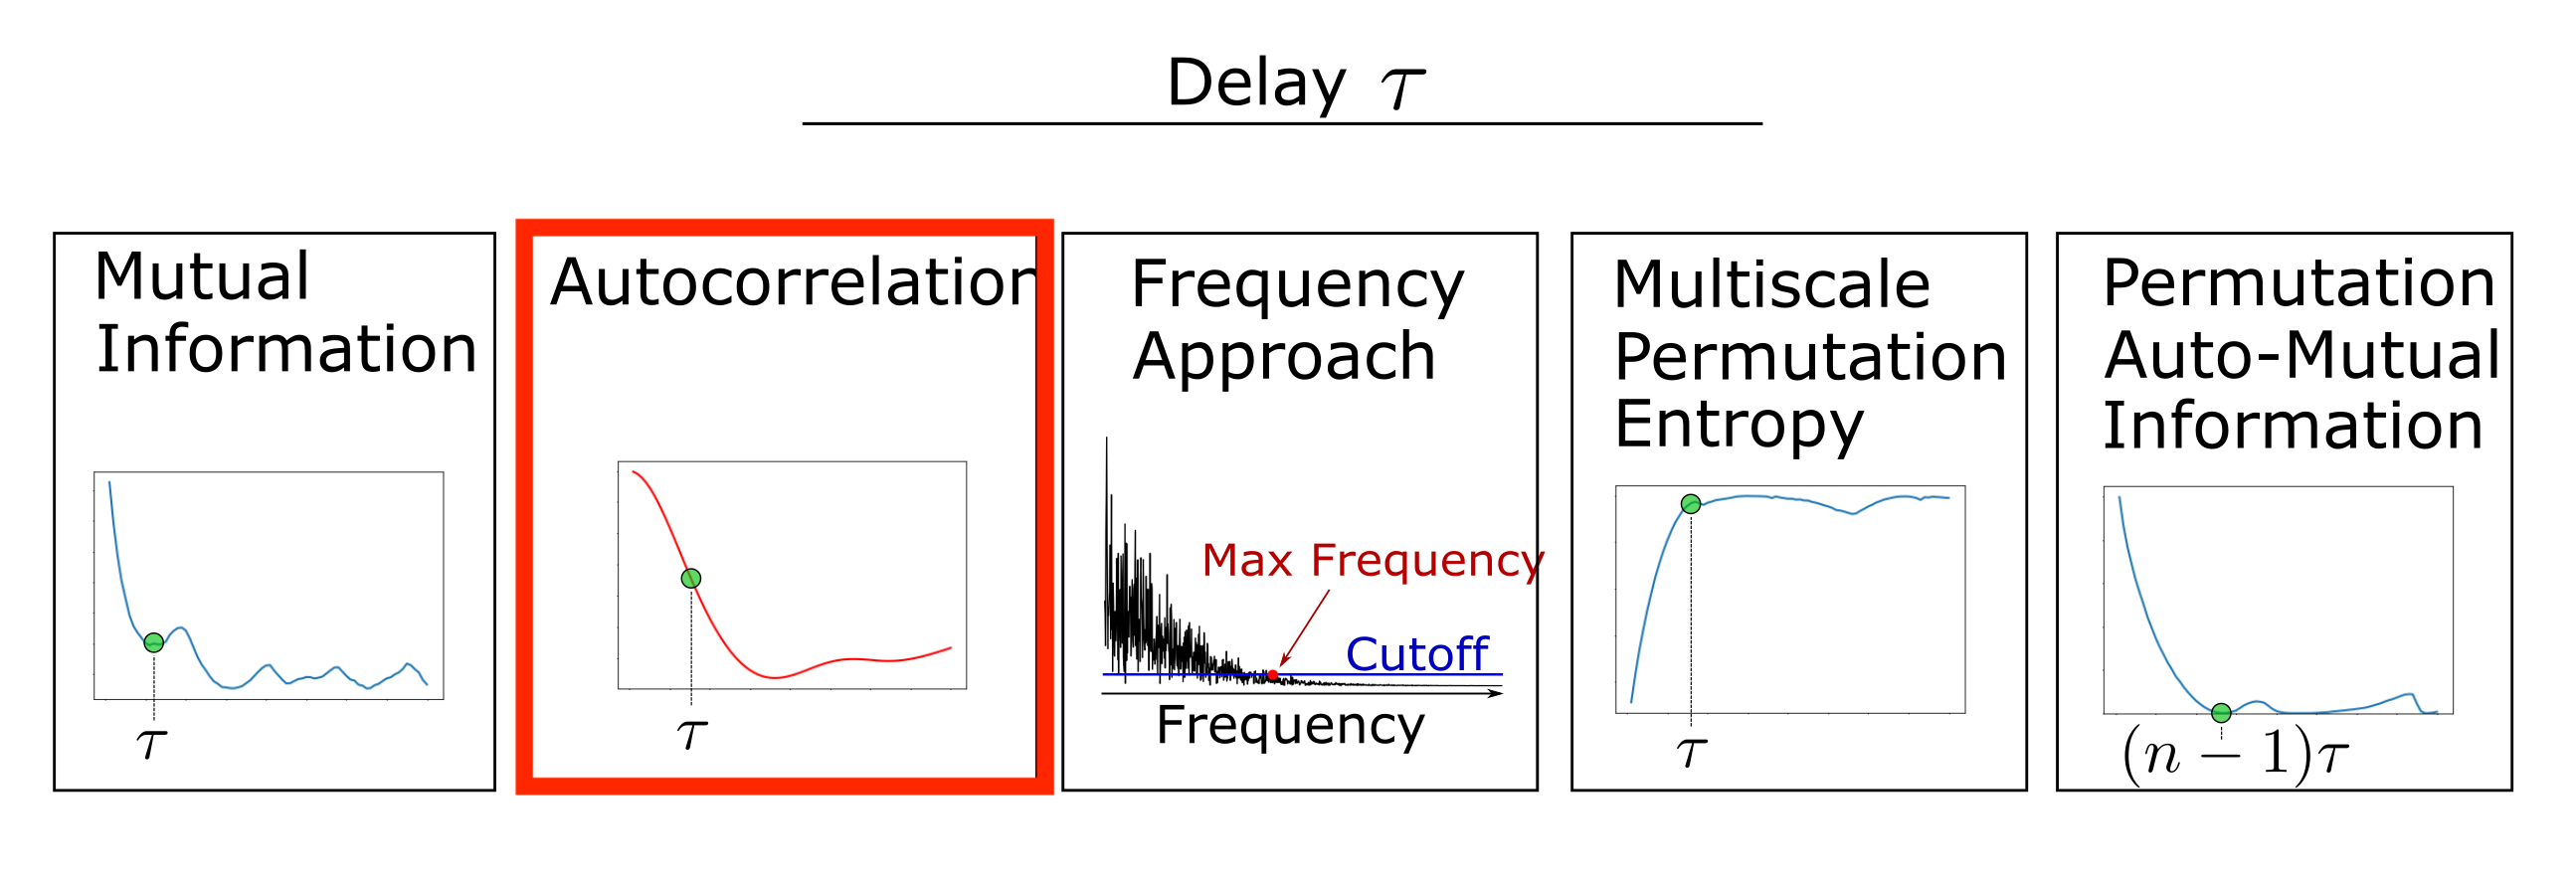 Delay τ
Mutual
Information
τ
Autocorrelation
τ
Frequency
Approach
Max Frequency
Cutoff
Frequency
Multiscale
Permutation
Entropy
τ
Permutation
Auto-Mutual
Information
(n − 1)τ